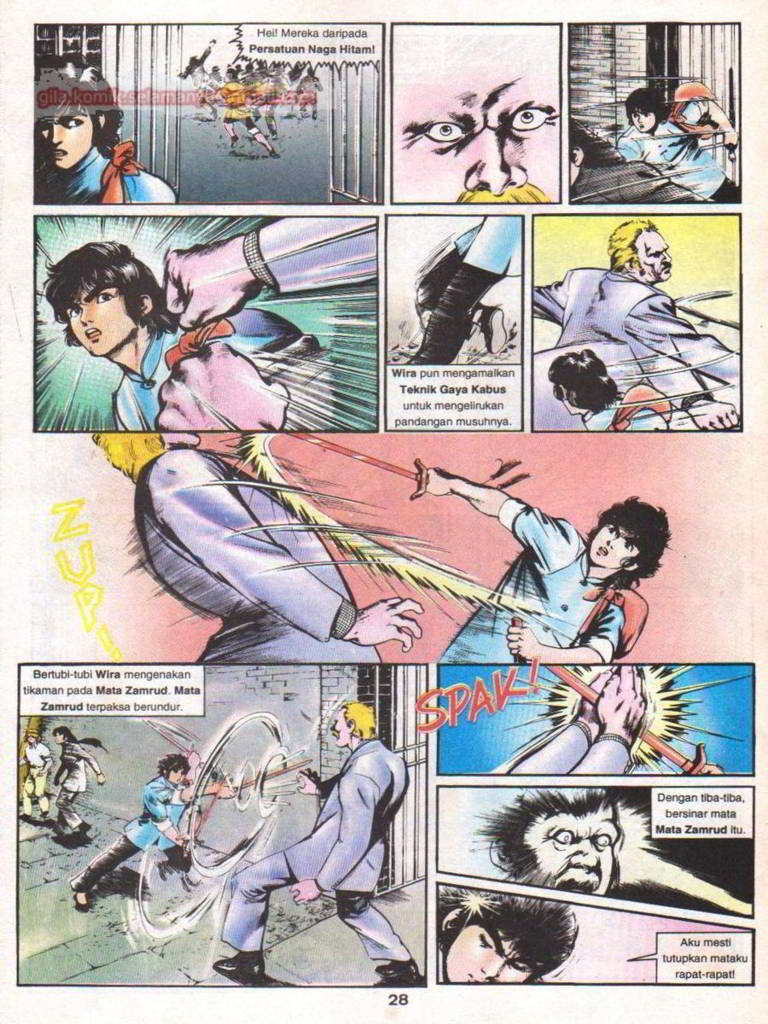 Hei! Mereka daripada
Persatuan Naga Hitam!
Wira pun mengamalkan
Teknik Gaya Kabus
untuk mengelirukan
pandangan musuhnya.
ZUP!
Bertubi-tubi Wira mengenakan
tikaman pada Mata Zamrud. Mata
Zamrud terpaksa berundur.
SPAK!
Dengan tiba-tiba,
bersinar mata
Mata Zamrud itu.
Aku mesti
tutupkan mataku
rapat-rapat!
28